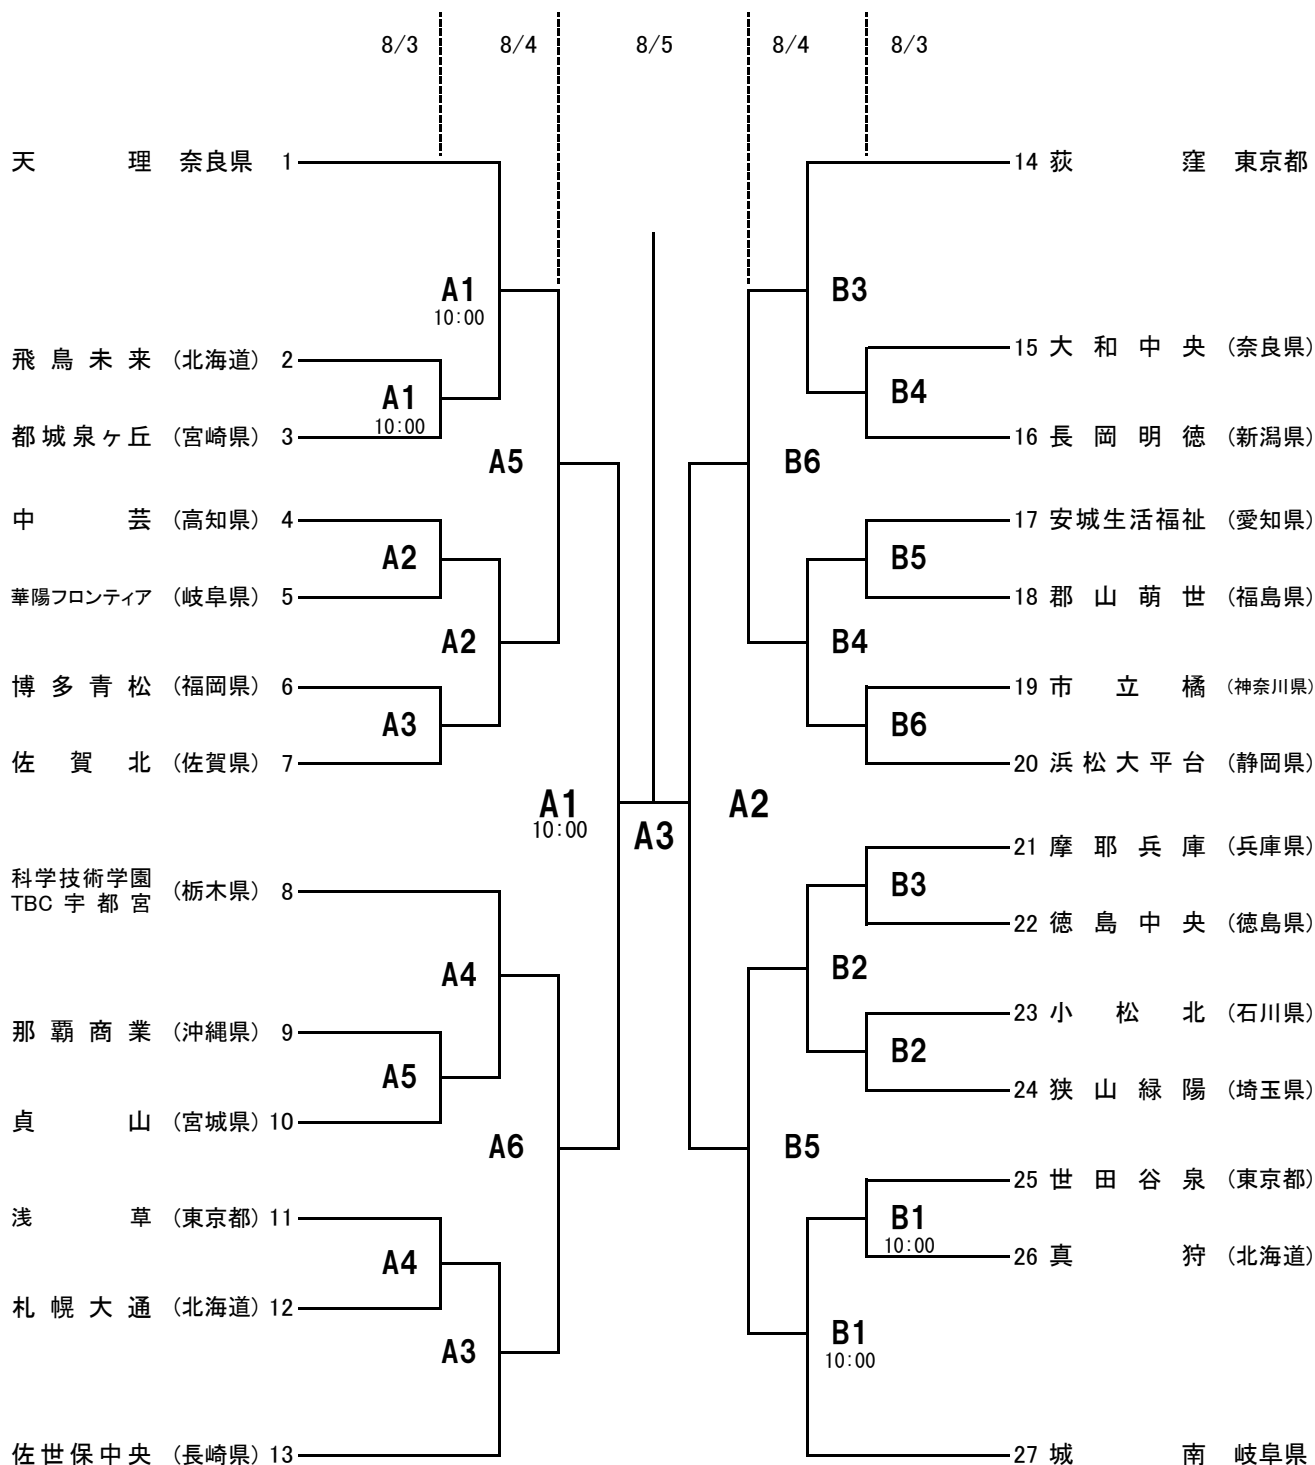 8/3 8/4 8/5 8/4 8/3
天理 奈良県 1
A1
10:00
飛鳥未来 (北海道) 2
A1
10:00
都城泉ヶ丘 (宮崎県) 3
A5
中芸 (高知県) 4
A2
華陽フロンティア (岐阜県) 5
A2
博多青松 (福岡県) 6
A3
佐賀北 (佐賀県) 7
A1
10:00
科学技術学園
TBC宇都宮 (栃木県) 8
A4
那覇商業 (沖縄県) 9
A5
貞山 (宮城県) 10
A6
浅草 (東京都) 11
A4
札幌大通 (北海道) 12
A3
佐世保中央 (長崎県) 13
A3
14 荻窪 東京都
B3
15 大和中央 (奈良県)
B4
16 長岡明徳 (新潟県)
B6
17 安城生活福祉 (愛知県)
B5
18 郡山萌世 (福島県)
B4
19 市立橘 (神奈川県)
B6
20 浜松大平台 (静岡県)
A2
21 摩耶兵庫 (兵庫県)
B3
22 徳島中央 (徳島県)
B2
23 小松北 (石川県)
B2
24 狭山緑陽 (埼玉県)
B5
25 世田谷泉 (東京都)
B1
10:00
26 真狩 (北海道)
B1
10:00
27 城南 岐阜県